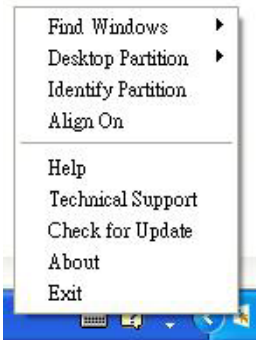 Find Windows
Desktop Partition
Identify Partition
Align On
Help
Technical Support
Check for Update
About
Exit